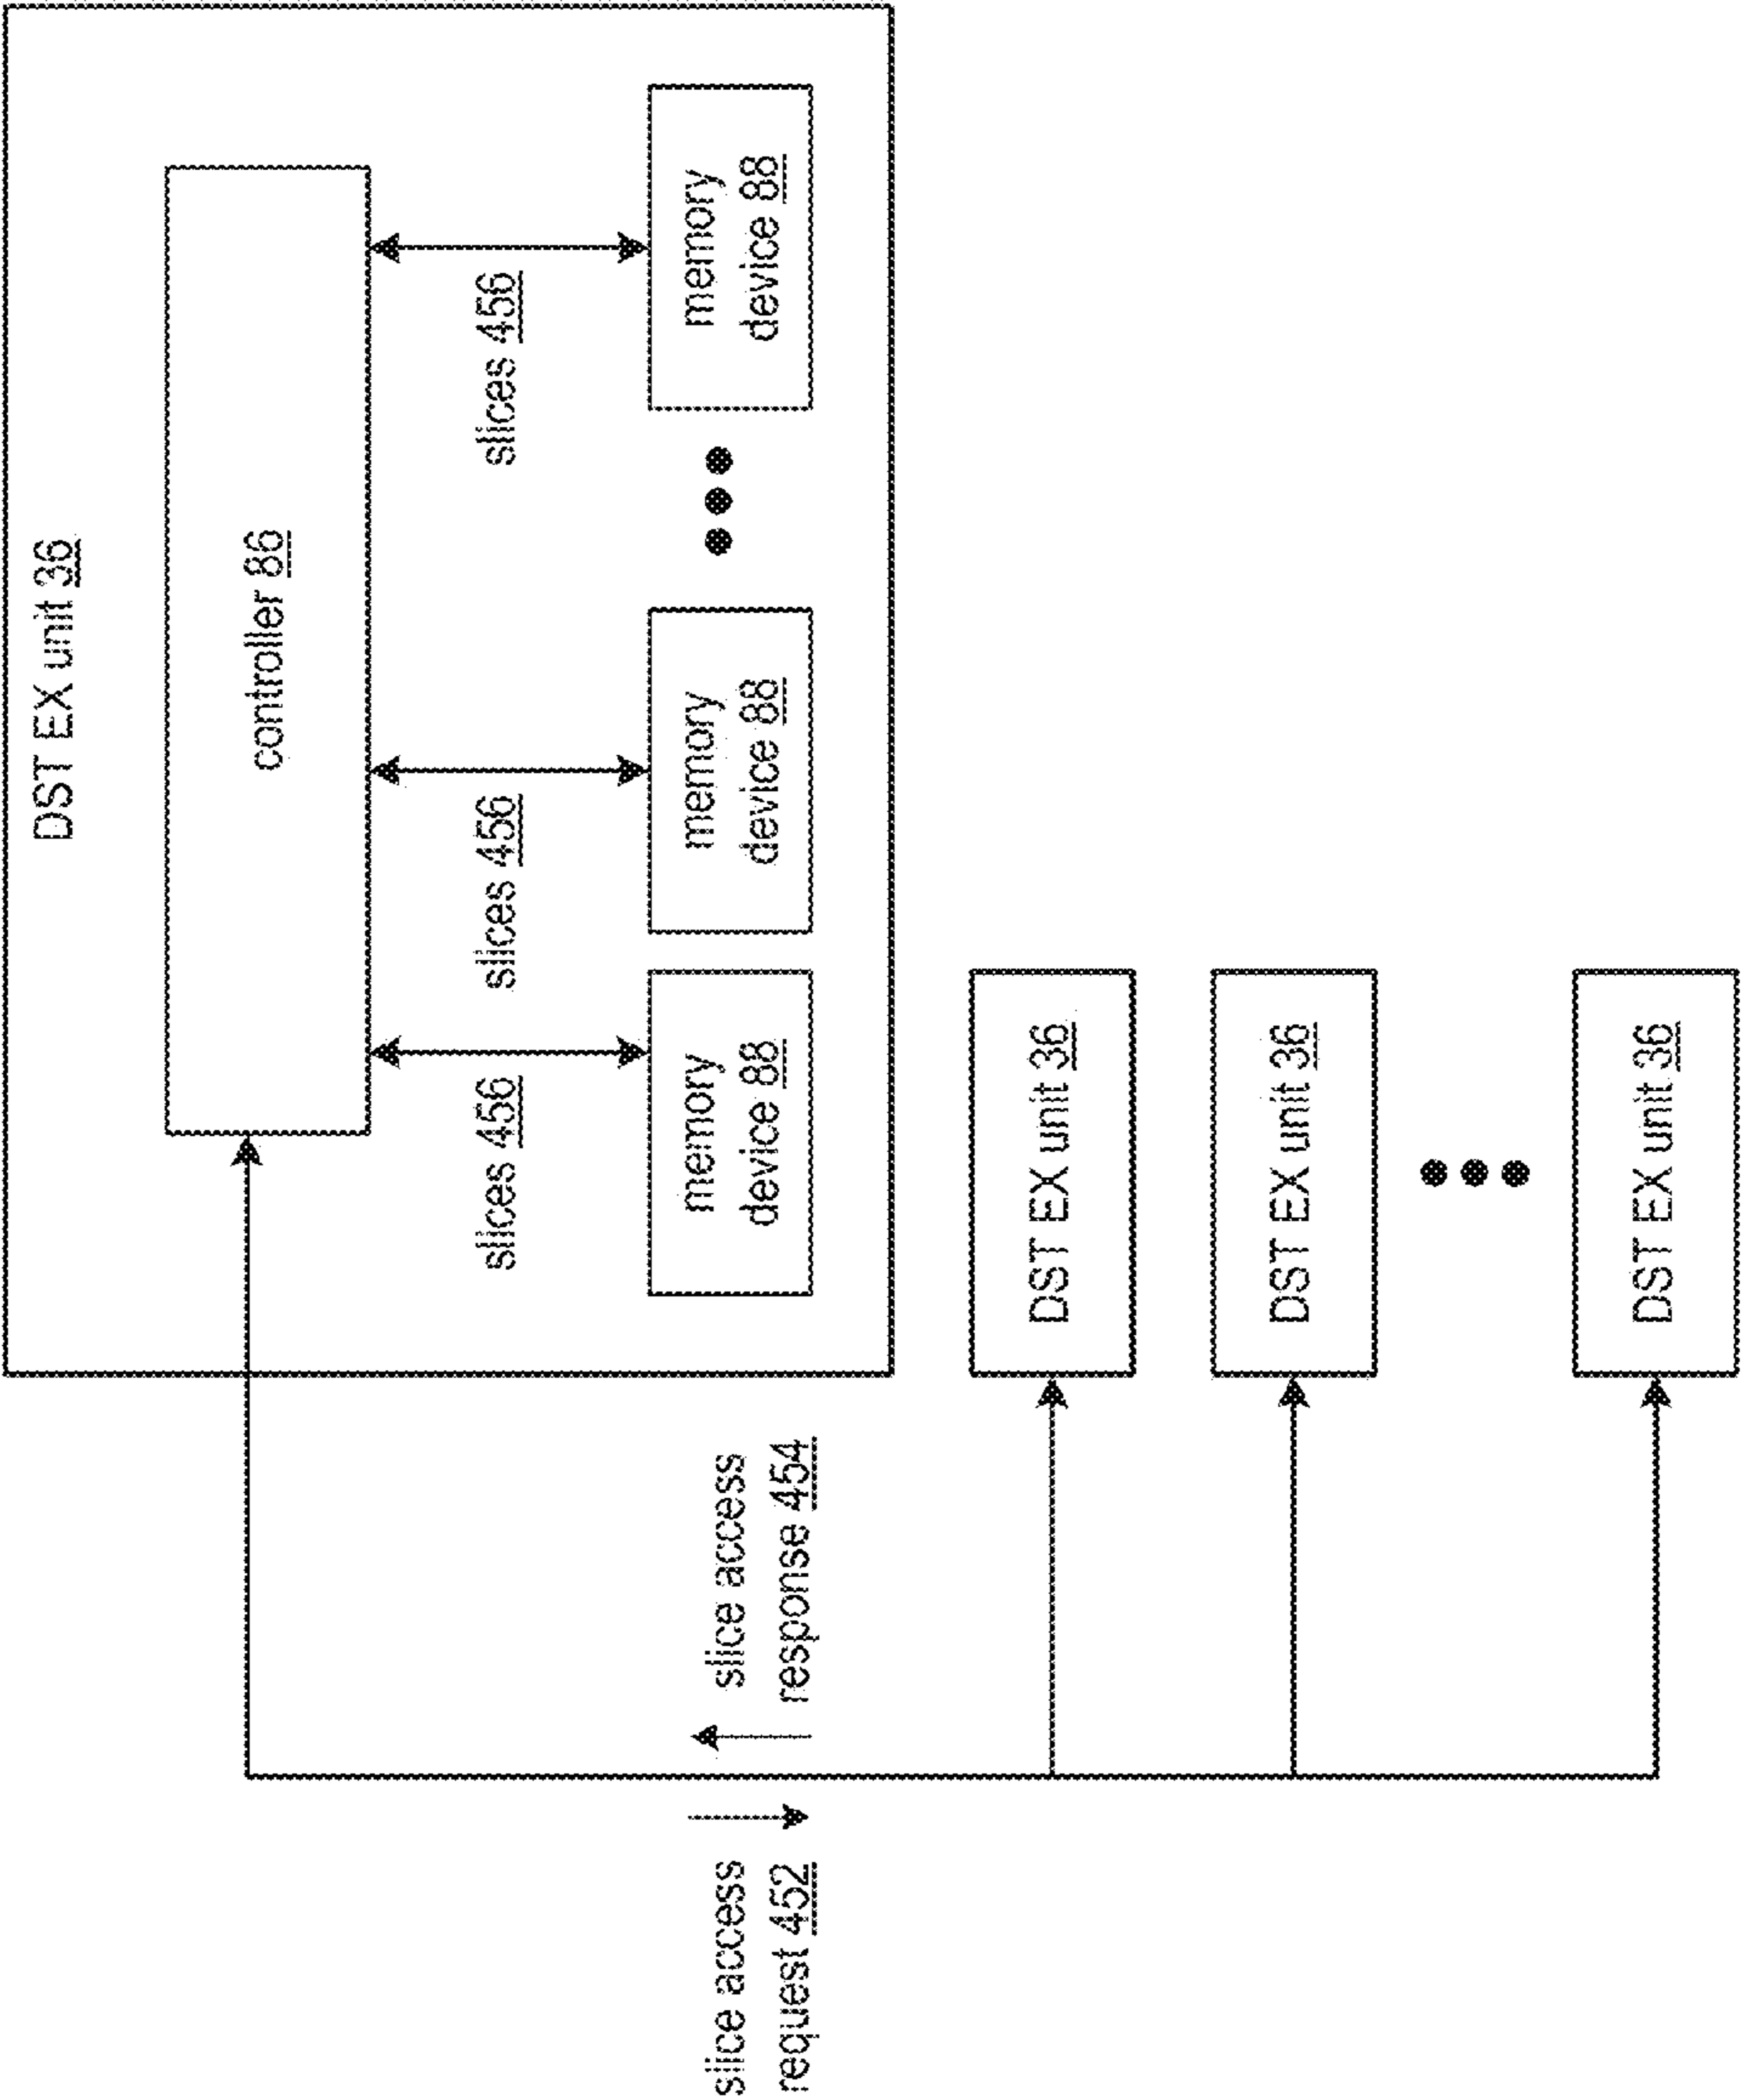 DST EX unit 36
controller 86
slices 456
slices 456
slices 456
memory
device 88
memory
device 88
memory
device 88
slice access
request 452
slice access
response 454
DST EX unit 36
DST EX unit 36
DST EX unit 36